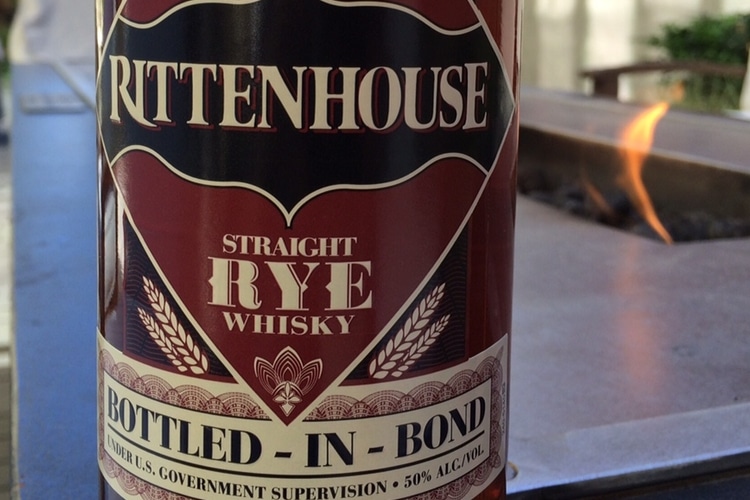 RITTENHOUSE
STRAIGHT
RYE
WHISKY
BOTTLED - IN - BOND
UNDER U.S. GOVERNMENT SUPERVISION • 50% ALC/VOL.